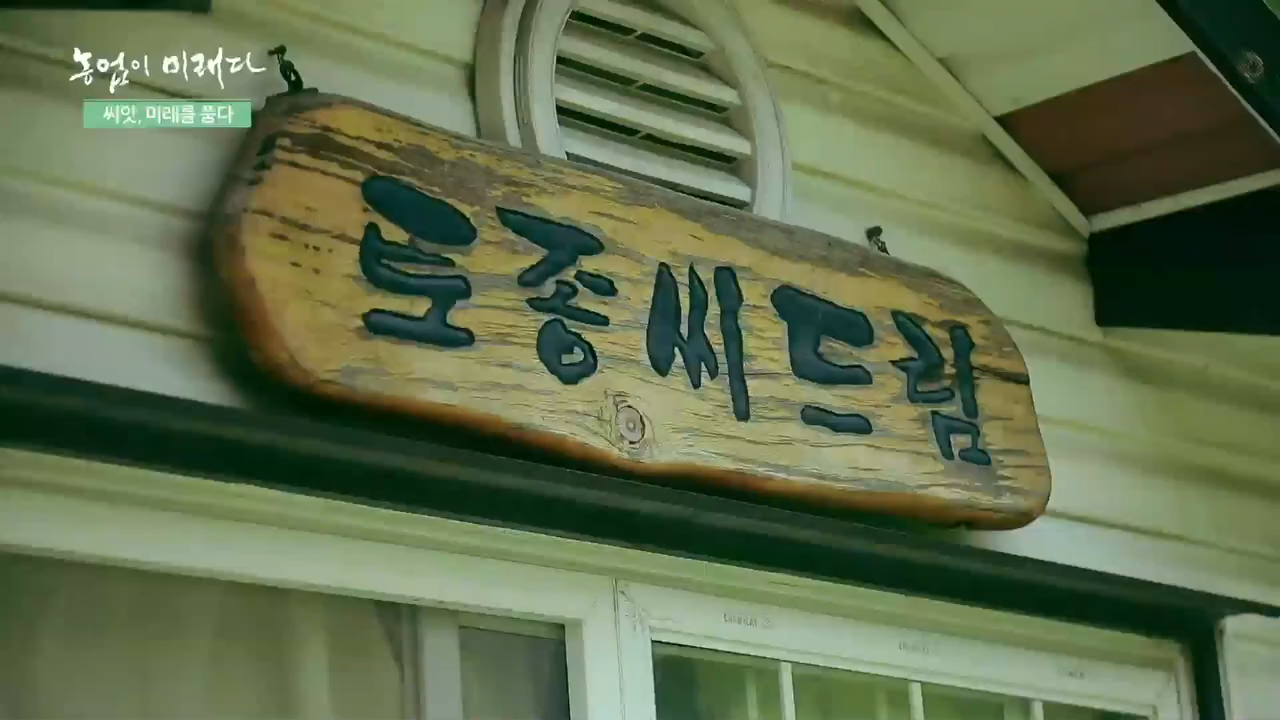 농업이 미래다
씨앗, 미래를 품다
토종씨드림